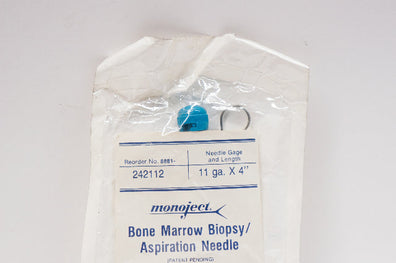 Reorder No. 8881-
242112
Needle Gage
and Length
11 ga. X 4"
monoject
Bone Marrow Biopsy/
Aspiration Needle
(PATENT PENDING)